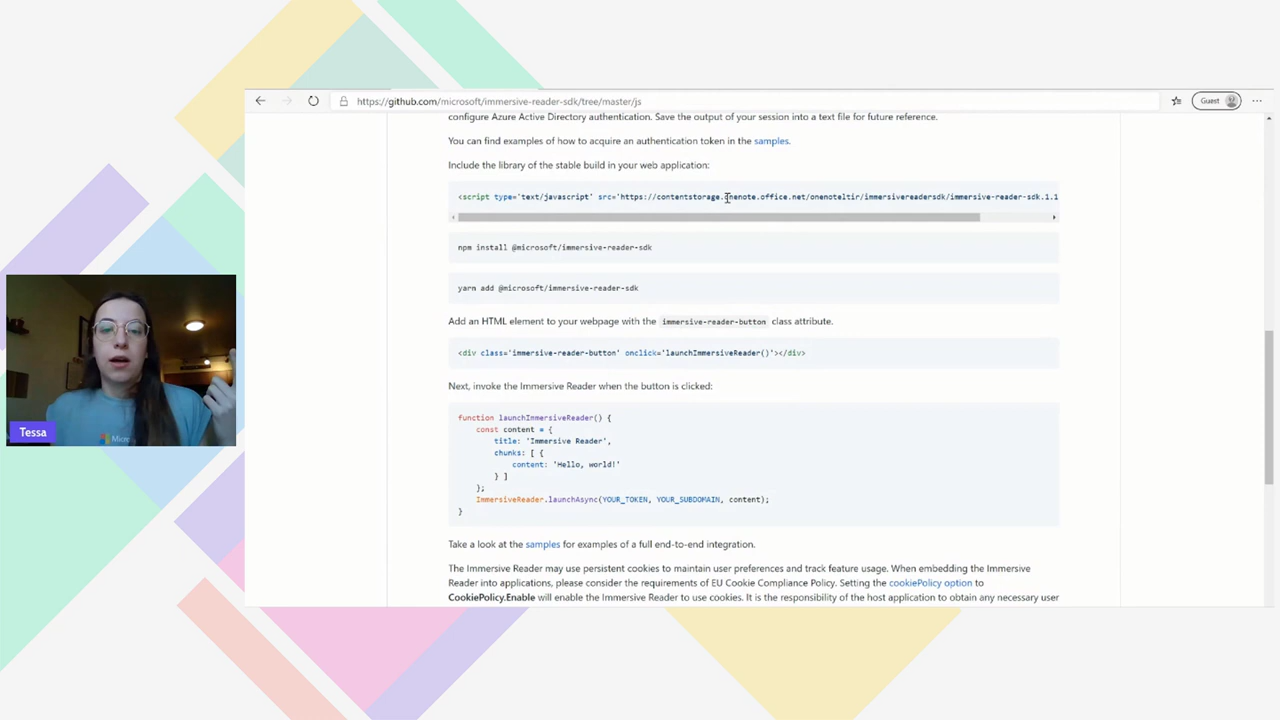 https://github.com/microsoft/immersive-reader-sdk/tree/master/js
Guest
configure Azure Active Directory authentication. Save the output of your session into a text file for future reference.
You can find examples of how to acquire an authentication token in the samples.
Include the library of the stable build in your web application:
<script type='text/javascript' src='https://contentstorage.onenote.office.net/onenoteltir/immersivereadersdk/immersive-reader-sdk.1.1
npm install @microsoft/immersive-reader-sdk
yarn add @microsoft/immersive-reader-sdk
Add an HTML element to your webpage with the immersive-reader-button class attribute.
<div class='immersive-reader-button' onclick='launchImmersiveReader()'></div>
Next, invoke the Immersive Reader when the button is clicked:
function launchImmersiveReader() {
const content = {
title: 'Immersive Reader',
chunks: [ {
content: 'Hello, world!'
} ]
};
ImmersiveReader.launchAsync(YOUR_TOKEN, YOUR_SUBDOMAIN, content);
}
Take a look at the samples for examples of a full end-to-end integration.
The Immersive Reader may use persistent cookies to maintain user preferences and track feature usage. When embedding the Immersive
Reader into applications, please consider the requirements of EU Cookie Compliance Policy. Setting the cookiePolicy option to
CookiePolicy.Enable will enable the Immersive Reader to use cookies. It is the responsibility of the host application to obtain any necessary user
Tessa